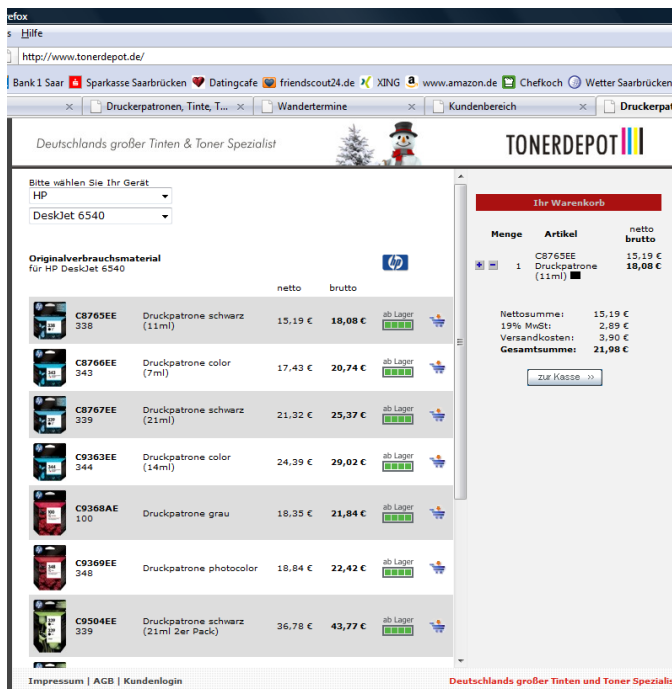 efox
s Hilfe
http://www.tonerdepot.de/
Bank 1 Saar Sparkasse Saarbrücken Datingcafe friendscout24.de XING www.amazon.de Chefkoch Wetter Saarbrücken
Druckerpatronen, Tinte, T... Wandertermine Kundenbereich Druckerpat
Deutschlands großer Tinten & Toner Spezialist
TONERDEPOT
Bitte wählen Sie Ihr Gerät
HP
DeskJet 6540
Originalverbrauchsmaterial
für HP DeskJet 6540
netto brutto
C8765EE Druckpatrone schwarz 15,19 € 18,08 € ab Lager
338 (11ml)
C8766EE Druckpatrone color 17,43 € 20,74 € ab Lager
343 (7ml)
C8767EE Druckpatrone schwarz 21,32 € 25,37 € ab Lager
339 (21ml)
C9363EE Druckpatrone color 24,39 € 29,02 € ab Lager
344 (14ml)
C9368AE Druckpatrone grau 18,35 € 21,84 € ab Lager
100
C9369EE Druckpatrone photocolor 18,84 € 22,42 € ab Lager
348
C9504EE Druckpatrone schwarz 36,78 € 43,77 € ab Lager
339 (21ml 2er Pack)
Ihr Warenkorb
Menge Artikel netto
brutto
C8765EE 15,19 €
1 Druckpatrone 18,08 €
(11ml)
Nettosumme: 15,19 €
19% MwSt: 2,89 €
Versandkosten: 3,90 €
Gesamtsumme: 21,98 €
zur Kasse »
Impressum | AGB | Kundenlogin
Deutschlands großer Tinten und Toner Spezialis